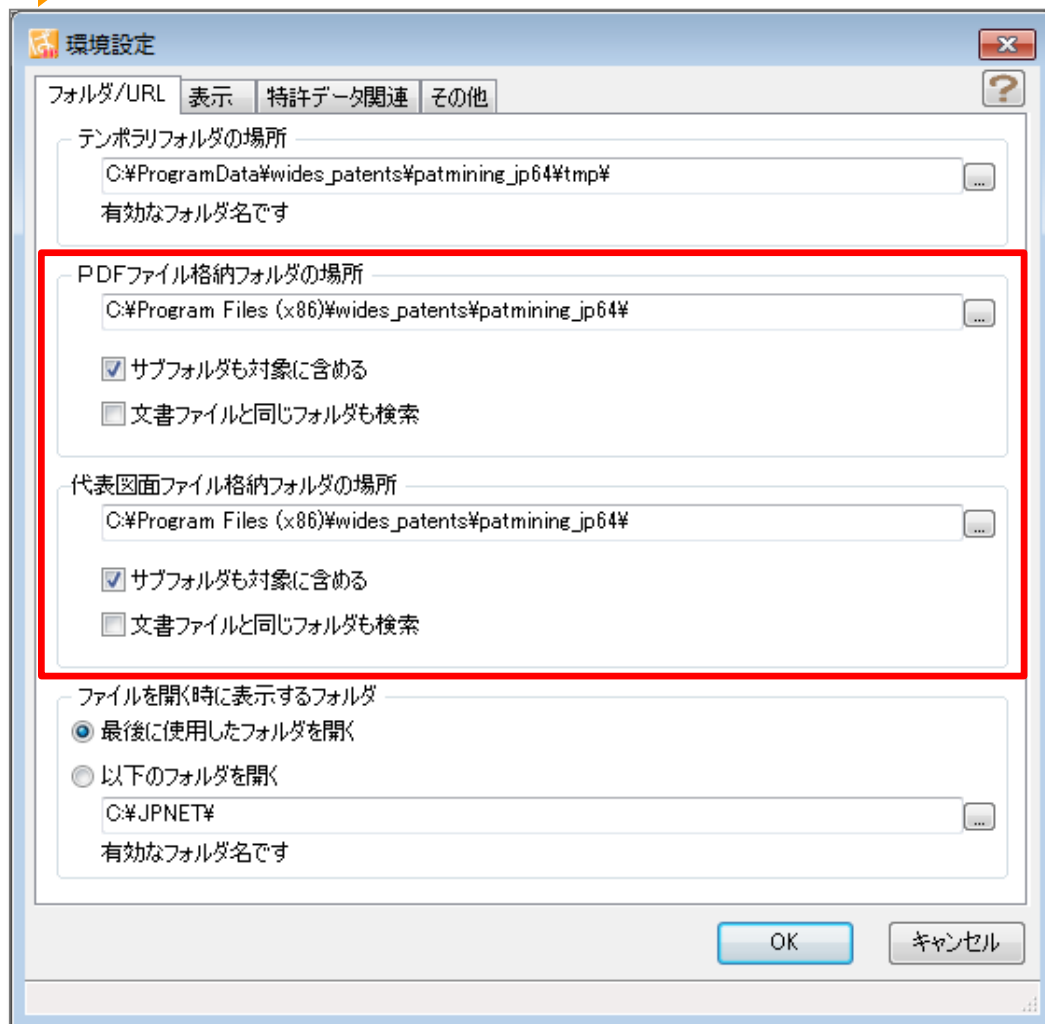 環境設定
フォルダ/URL 表示 特許データ関連 その他
テンポラリフォルダの場所
C:¥ProgramData¥wides_patents¥patmining_jp64¥tmp¥
...
有効なフォルダ名です
PDFファイル格納フォルダの場所
C:¥Program Files (x86)¥wides_patents¥patmining_jp64¥
...
サブフォルダも対象に含める
文書ファイルと同じフォルダも検索
代表図面ファイル格納フォルダの場所
C:¥Program Files (x86)¥wides_patents¥patmining_jp64¥
...
サブフォルダも対象に含める
文書ファイルと同じフォルダも検索
ファイルを開く時に表示するフォルダ
最後に使用したフォルダを開く
以下のフォルダを開く
C:¥JPNET¥
...
有効なフォルダ名です
OK キャンセル